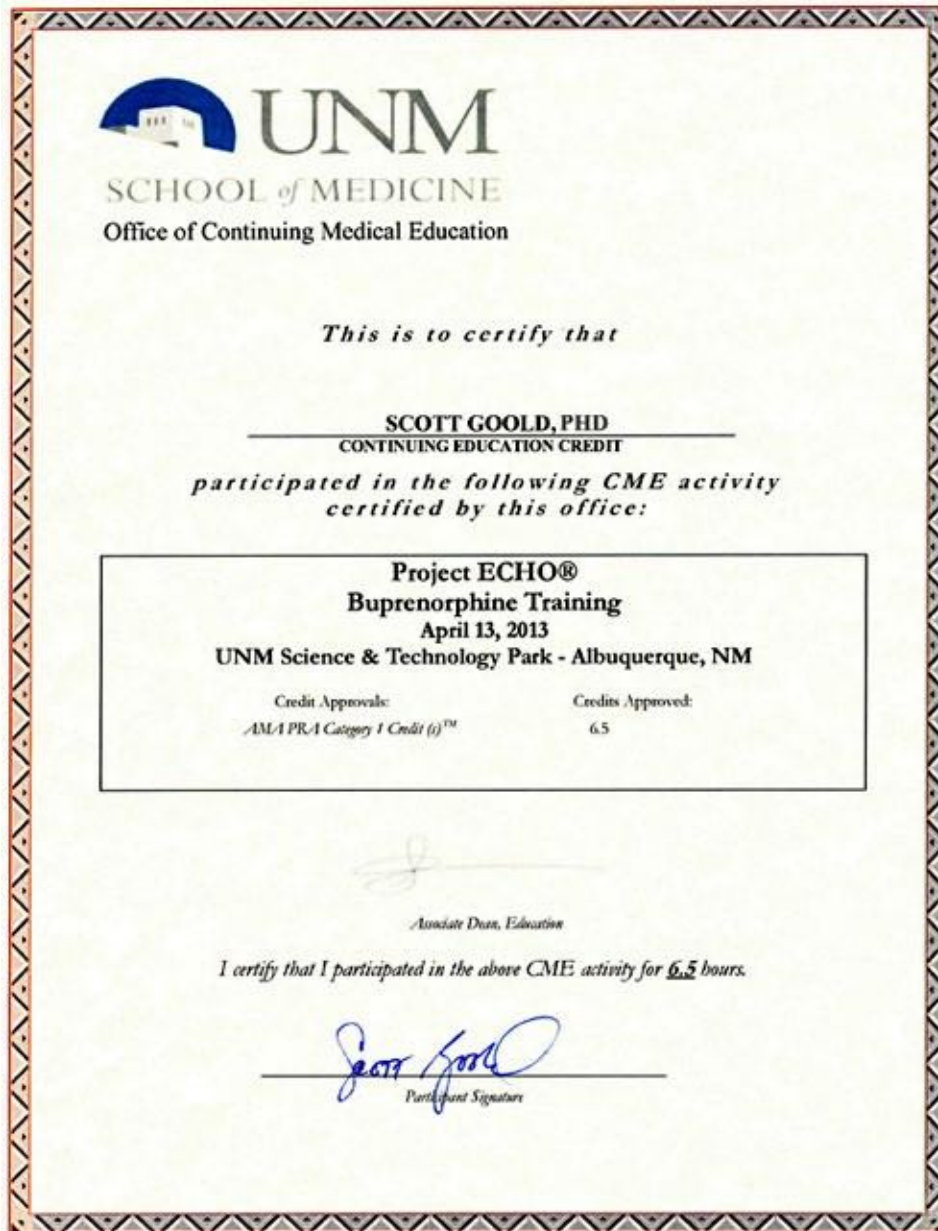 UNM
SCHOOL of MEDICINE
Office of Continuing Medical Education
This is to certify that
SCOTT GOOLD, PHD
CONTINUING EDUCATION CREDIT
participated in the following CME activity
certified by this office:
Project ECHO®
Buprenorphine Training
April 13, 2013
UNM Science & Technology Park - Albuquerque, NM
Credit Approvals: Credits Approved:
AMA PRA Category 1 Credit (s)™ 6.5
Associate Dean, Education
I certify that I participated in the above CME activity for 6.5 hours.
Scott Goold
Participant Signature